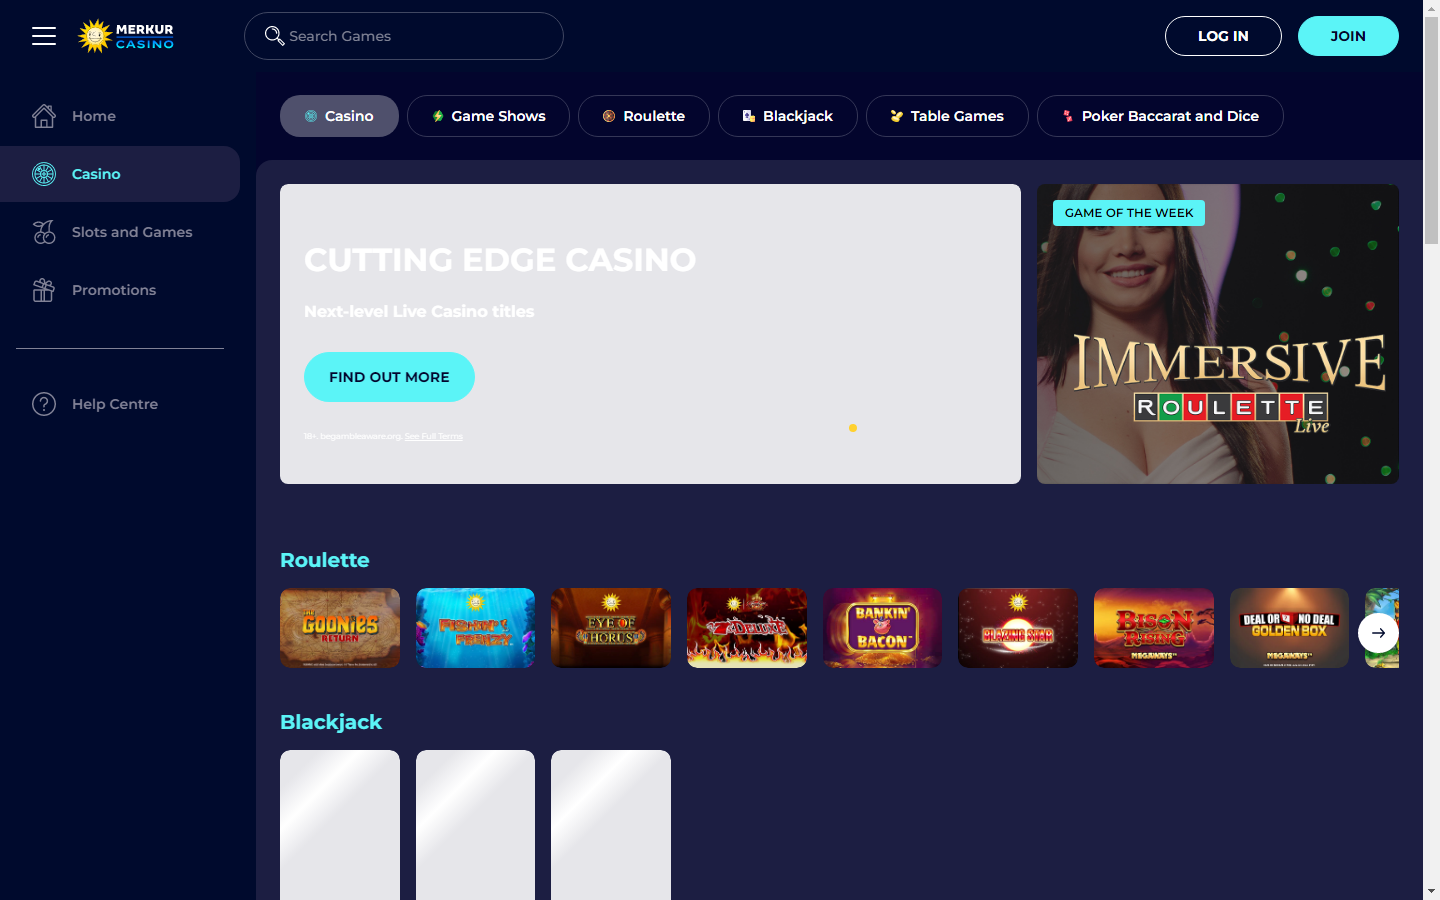 MERKUR
CASINO
Search Games
LOG IN
JOIN
Home
Casino
Slots and Games
Promotions
Help Centre
Casino
Game Shows
Roulette
Blackjack
Table Games
Poker Baccarat and Dice
CUTTING EDGE CASINO
Next-level Live Casino titles
FIND OUT MORE
18+. begambleaware.org. See Full Terms
GAME OF THE WEEK
IMMERSIVE
ROULETTE
Live
Roulette
THE
GOONIES
RETURN
FISHIN' FRENZY
EYE OF
HORUS
DELUXE
BANKIN'
BACON
BLAZING STAR
BISON
RISING
MEGAWAYS
DEAL OR NO DEAL
GOLDEN BOX
MEGAWAYS
Blackjack